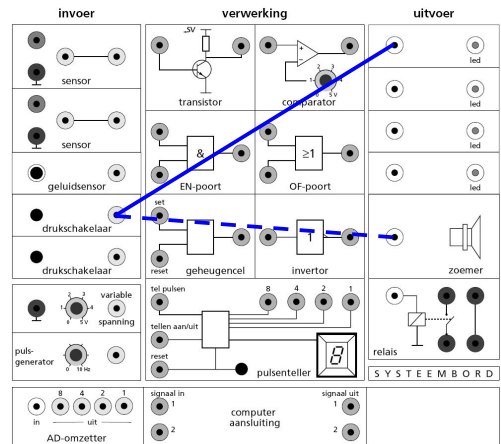 invoer
verwerking
uitvoer
sensor
sensor
geluidsensor
drukschakelaar
drukschakelaar
0 1 2 3 4 5 V
variable
spanning
puls-
generator
0 10 Hz
5V
transistor
+
-
0 1 2 3 4 5 V
comparator
&
EN-poort
≥1
OF-poort
set
reset
geheugencel
1
invertor
tel pulsen
8 4 2 1
tellen aan/uit
reset
8
pulsenteller
led
led
led
led
zoemer
relais
SYSTEEMBORD
8 4 2 1
in uit
AD-omzetter
signaal in
1
2
computer
aansluiting
signaal uit
1
2